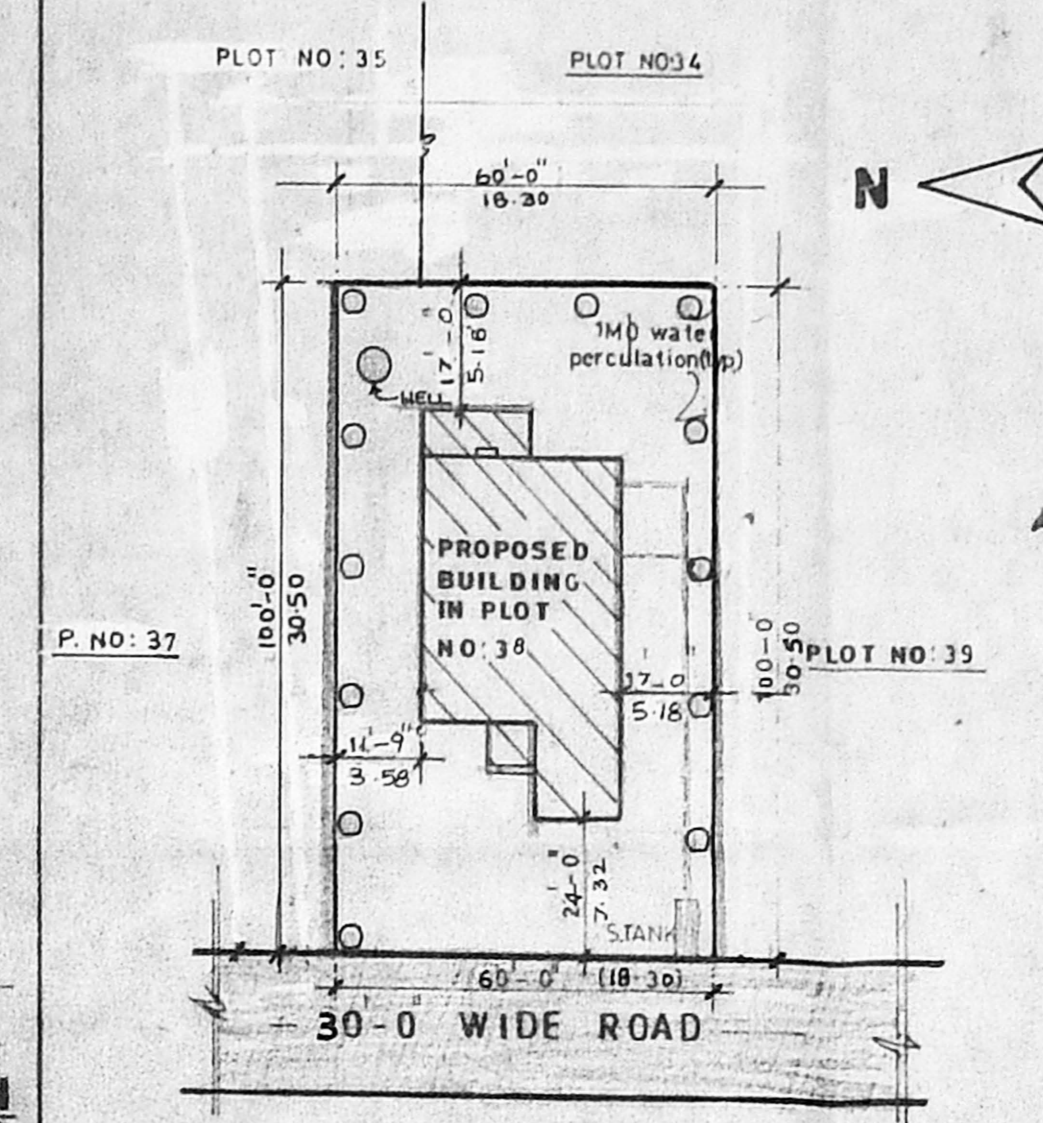 PLOT NO: 35
PLOT NO:34
60'-0"
18.30
N
17'-0"
5.18
1MO water
perculation(typ)
WELL
PROPOSED
BUILDING
IN PLOT
NO:38
100'-0"
30.50
P. NO: 37
100-0
30.50
PLOT NO: 39
17'-0"
5.18
11'-9"
3.58
24'-0"
7.32
S.TANK
60'-0" (18.30)
30'-0" WIDE ROAD